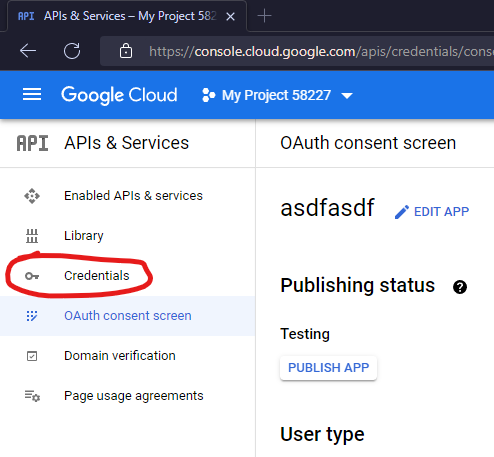 API APIs & Services – My Project 5822
https://console.cloud.google.com/apis/credentials/cons
Google Cloud My Project 58227
API APIs & Services
Enabled APIs & services
Library
Credentials
OAuth consent screen
Domain verification
Page usage agreements
OAuth consent screen
asdfasdf EDIT APP
Publishing status ?
Testing
PUBLISH APP
User type